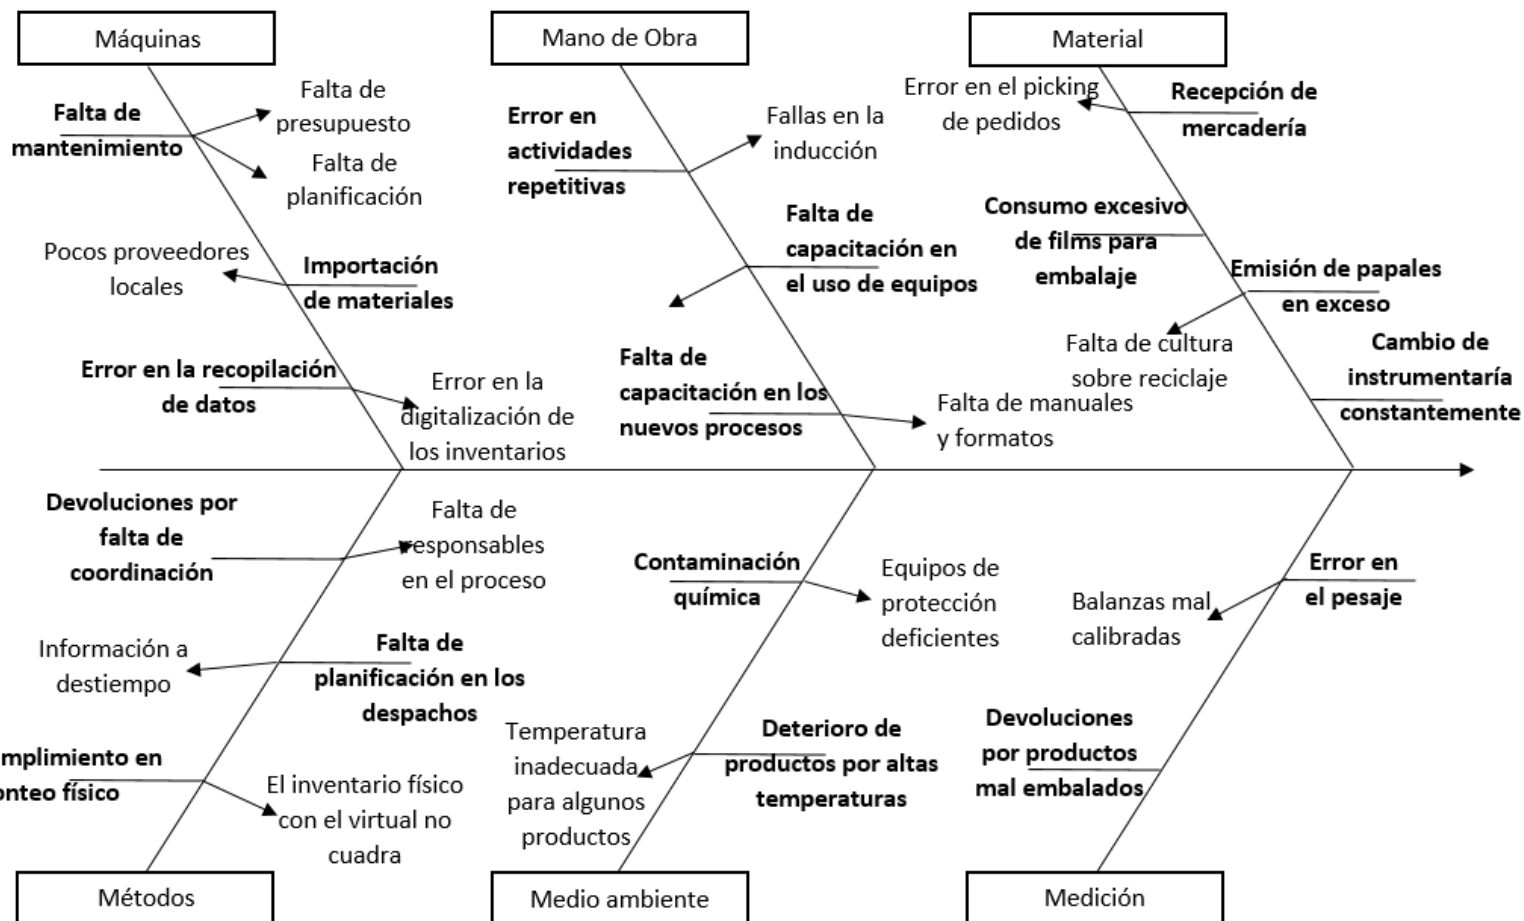 Máquinas
Mano de Obra
Material
Falta de
mantenimiento
Falta de
presupuesto
Falta de
planificación
Pocos proveedores
locales
Importación
de materiales
Error en la recopilación
de datos
Error en la
digitalización de
los inventarios
Error en
actividades
repetitivas
Fallas en la
inducción
Falta de
capacitación en
el uso de equipos
Falta de
capacitación en los
nuevos procesos
Falta de manuales
y formatos
Error en el picking
de pedidos
Recepción de
mercadería
Consumo excesivo
de films para
embalaje
Emisión de papales
en exceso
Falta de cultura
sobre reciclaje
Cambio de
instrumentaría
constantemente
Devoluciones por
falta de
coordinación
Falta de
responsables
en el proceso
Información a
destiempo
Falta de
planificación en los
despachos
mplimiento en
onteo físico
El inventario físico
con el virtual no
cuadra
Contaminación
química
Equipos de
protección
deficientes
Temperatura
inadecuada
para algunos
productos
Deterioro de
productos por altas
temperaturas
Error en
el pesaje
Balanzas mal
calibradas
Devoluciones
por productos
mal embalados
Métodos
Medio ambiente
Medición